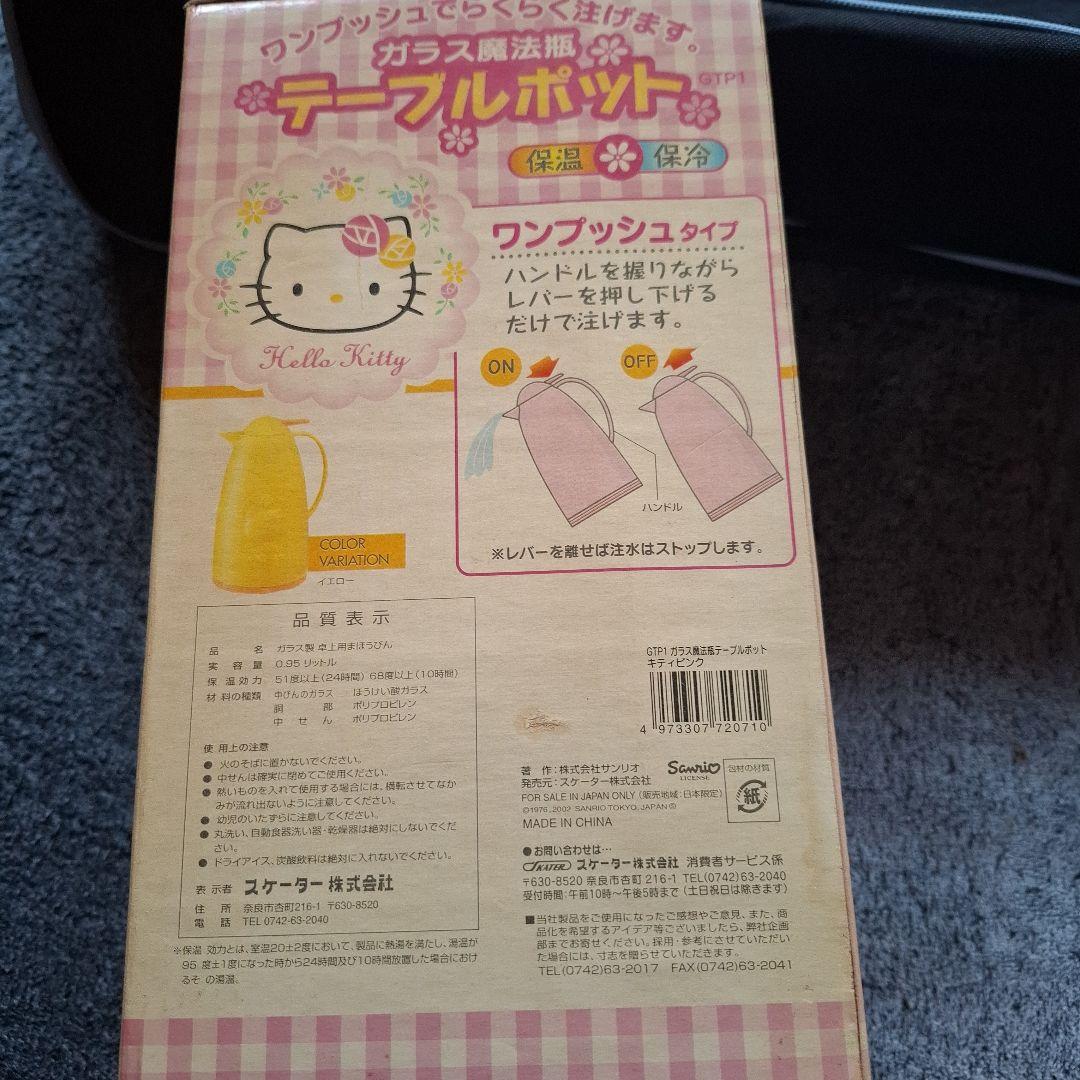 ワンプッシュでらくらく注げます。
ガラス魔法瓶
テーブルポット GTP1
保温 保冷
Hello Kitty
ワンプッシュタイプ
ハンドルを握りながら
レバーを押し下げる
だけで注げます。
ON OFF
ハンドル
※レバーを離せば注水はストップします。
COLOR
VARIATION
イエロー
品質表示
品名 ガラス製 卓上用まほうびん
実容量 0.95 リットル
保温効力 51度以上(24時間) 68度以上(10時間)
材料の種類 中びんのガラス ほうけい酸ガラス
胴部 ポリプロピレン
中せん ポリプロピレン
使用上の注意
● 火のそばに置かないでください。
● 中せんは確実に閉めてご使用ください。
● 熱いものを入れて使用する場合には、横転させてなか
みが流れ出ないように注意してください。
● 幼児のいたずらに注意してください。
● 丸洗い、自動食器洗い器・乾燥器は絶対にしないでくだ
さい。
● ドライアイス、炭酸飲料は絶対に入れないでください。
表示者 スケーター株式会社
住所 奈良市杏町216-1 〒630-8520
電話 TEL 0742-63-2040
※保温効力とは、室温20±2度において、製品に熱湯を満たし、湯温が
95度±1度になった時から24時間及び10時間放置した場合におけ
るその湯温。
GTP1 ガラス魔法瓶テーブルポット
キティピンク
4 973307 720710
著作：株式会社サンリオ
発売元：スケーター株式会社
Sanrio
LICENSE
包材の材質
紙
FOR SALE IN JAPAN ONLY (販売地域：日本限定)
©1976, 2002 SANRIO TOKYO, JAPAN Ⓢ
MADE IN CHINA
●お問い合わせは…
SKATER スケーター株式会社 消費者サービス係
〒630-8520 奈良市杏町 216-1 TEL(0742)63-2040
受付時間：午前10時～午後5時まで (土日祝日は除きます)
■当社製品をご使用になったご感想やご意見、また、商
品化を希望するアイデア等ございましたら、弊社企画
部までお寄せください。採用・参考にさせていただい
た場合には、寸志を贈らせていただきます。
TEL(0742)63-2017 FAX(0742)63-2041